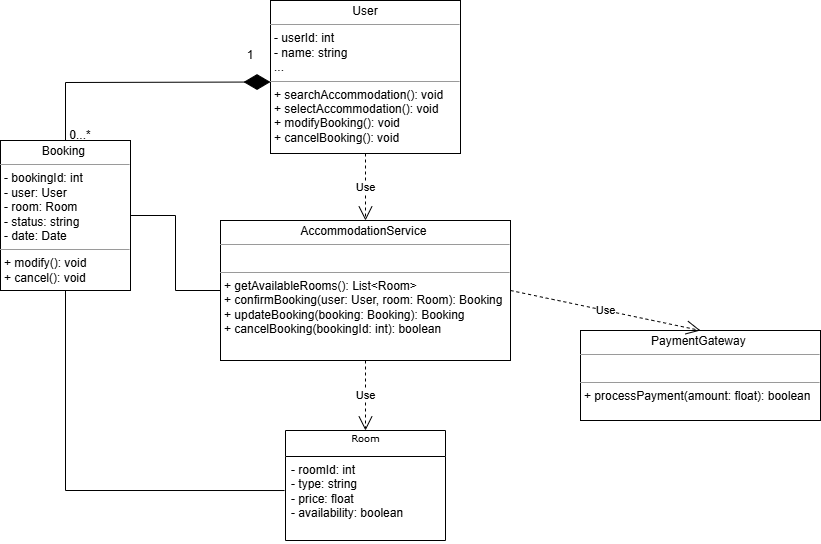 User
- userId: int
- name: string
...
+ searchAccommodation(): void
+ selectAccommodation(): void
+ modifyBooking(): void
+ cancelBooking(): void
1
0...*
Booking
- bookingId: int
- user: User
- room: Room
- status: string
- date: Date
+ modify(): void
+ cancel(): void
Use
AccommodationService
+ getAvailableRooms(): List<Room>
+ confirmBooking(user: User, room: Room): Booking
+ updateBooking(booking: Booking): Booking
+ cancelBooking(bookingId: int): boolean
Use
PaymentGateway
+ processPayment(amount: float): boolean
Use
Room
- roomId: int
- type: string
- price: float
- availability: boolean